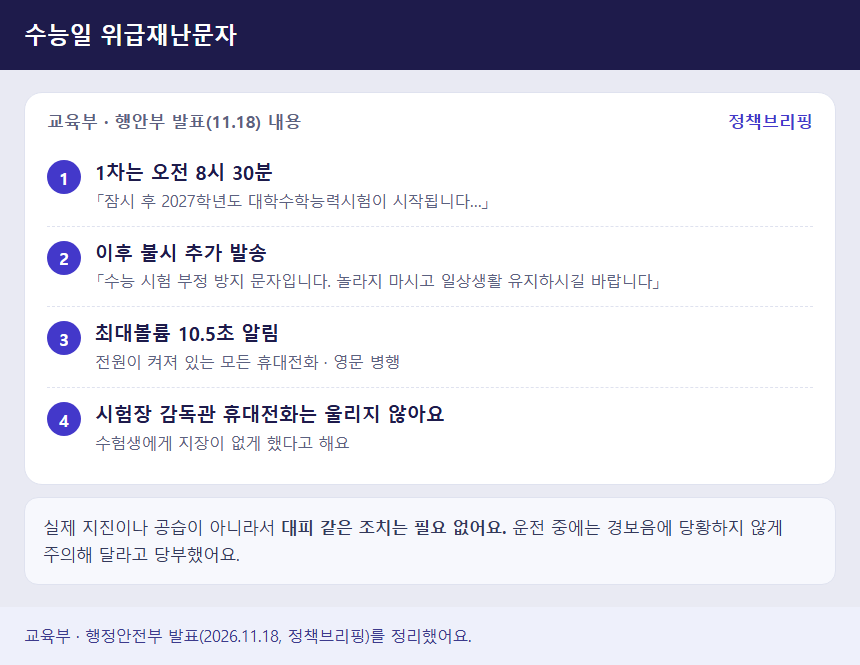 수능일 위급재난문자
교육부 · 행안부 발표(11.18) 내용
정책브리핑
1
1차는 오전 8시 30분
「잠시 후 2027학년도 대학수학능력시험이 시작됩니다...」
2
이후 불시 추가 발송
「수능 시험 부정 방지 문자입니다. 놀라지 마시고 일상생활 유지하시길 바랍니다」
3
최대볼륨 10.5초 알림
전원이 켜져 있는 모든 휴대전화 · 영문 병행
4
시험장 감독관 휴대전화는 울리지 않아요
수험생에게 지장이 없게 했다고 해요
실제 지진이나 공습이 아니라서 대피 같은 조치는 필요 없어요. 운전 중에는 경보음에 당황하지 않게
주의해 달라고 당부했어요.
교육부 · 행정안전부 발표(2026.11.18, 정책브리핑)를 정리했어요.